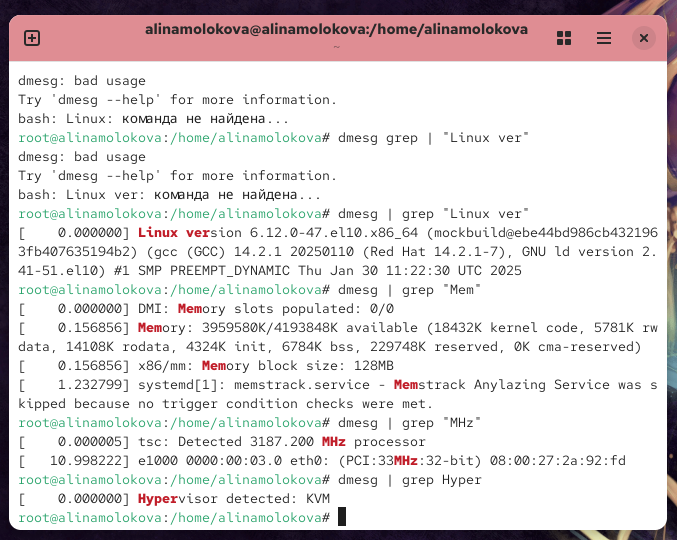 alinamolokova@alinamolokova:/home/alinamolokova
~
dmesg: bad usage
Try 'dmesg --help' for more information.
bash: Linux: команда не найдена...
root@alinamolokova:/home/alinamolokova# dmesg grep | "Linux ver"
dmesg: bad usage
Try 'dmesg --help' for more information.
bash: Linux ver: команда не найдена...
root@alinamolokova:/home/alinamolokova# dmesg | grep "Linux ver"
[    0.000000] Linux version 6.12.0-47.el10.x86_64 (mockbuild@ebe44bd986cb432196
3fb407635194b2) (gcc (GCC) 14.2.1 20250110 (Red Hat 14.2.1-7), GNU ld version 2.
41-51.el10) #1 SMP PREEMPT_DYNAMIC Thu Jan 30 11:22:30 UTC 2025
root@alinamolokova:/home/alinamolokova# dmesg | grep "Mem"
[    0.000000] DMI: Memory slots populated: 0/0
[    0.156856] Memory: 3959580K/4193848K available (18432K kernel code, 5781K rw
data, 14108K rodata, 4324K init, 6784K bss, 229748K reserved, 0K cma-reserved)
[    0.156856] x86/mm: Memory block size: 128MB
[    1.232799] systemd[1]: memstrack.service - Memstrack Anylazing Service was s
kipped because no trigger condition checks were met.
root@alinamolokova:/home/alinamolokova# dmesg | grep "MHz"
[    0.000005] tsc: Detected 3187.200 MHz processor
[   10.998222] e1000 0000:00:03.0 eth0: (PCI:33MHz:32-bit) 08:00:27:2a:92:fd
root@alinamolokova:/home/alinamolokova# dmesg | grep Hyper
[    0.000000] Hypervisor detected: KVM
root@alinamolokova:/home/alinamolokova#